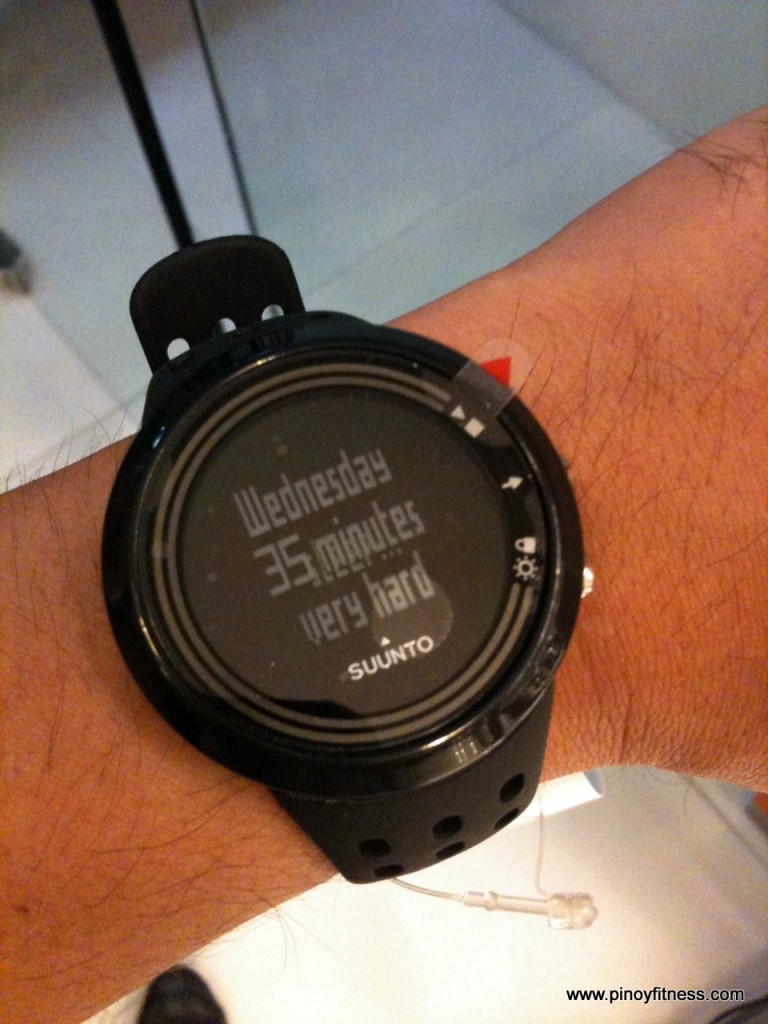 Wednesday
35 minutes
very hard
SUUNTO
www.pinoyfitness.com